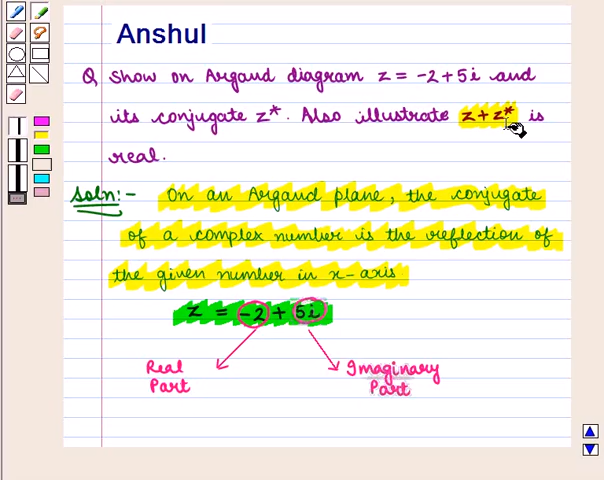 Anshul
Q Show on Argand diagram z = -2 + 5i and
its conjugate z*. Also illustrate z + z* is
real.
Soln:- On an Argand plane, the conjugate
of a complex number is the reflection of
the given number in x-axis.
z = -2 + 5i
Real Imaginary
Part Part